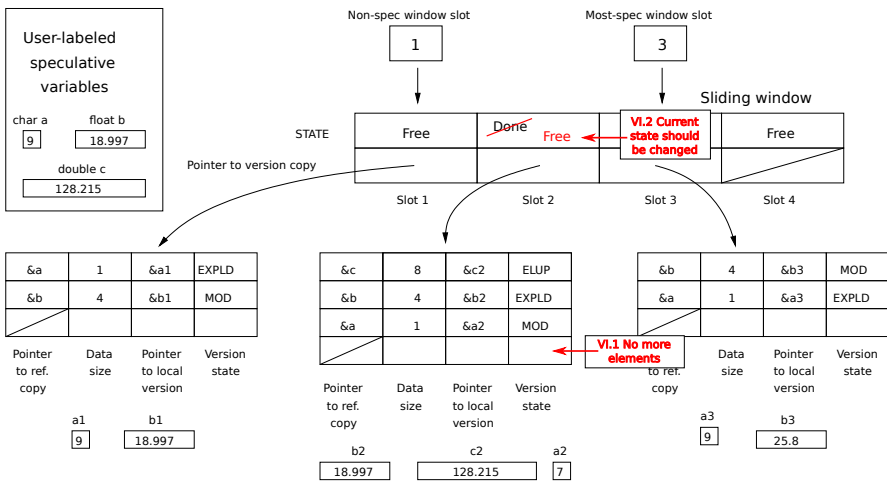 User-labeled
speculative
variables
char a
float b
9
18.997
double c
128.215
Non-spec window slot
Most-spec window slot
1
3
Sliding window
STATE
Free
Done
Free
VI.2 Current
state should
be changed
Free
Pointer to version copy
Slot 1
Slot 2
Slot 3
Slot 4
&a
1
&a1
EXPLD
&b
4
&b1
MOD
Pointer
to ref.
copy
Data
size
Pointer
to local
version
Version
state
a1
9
b1
18.997
&c
8
&c2
ELUP
&b
4
&b2
EXPLD
&a
1
&a2
MOD
VI.1 No more
elements
Pointer
to ref.
copy
Data
size
Pointer
to local
version
Version
state
b2
18.997
c2
128.215
a2
7
&b
4
&b3
MOD
&a
1
&a3
EXPLD
to ref.
copy
Data
size
Pointer
to local
version
Version
state
a3
9
b3
25.8